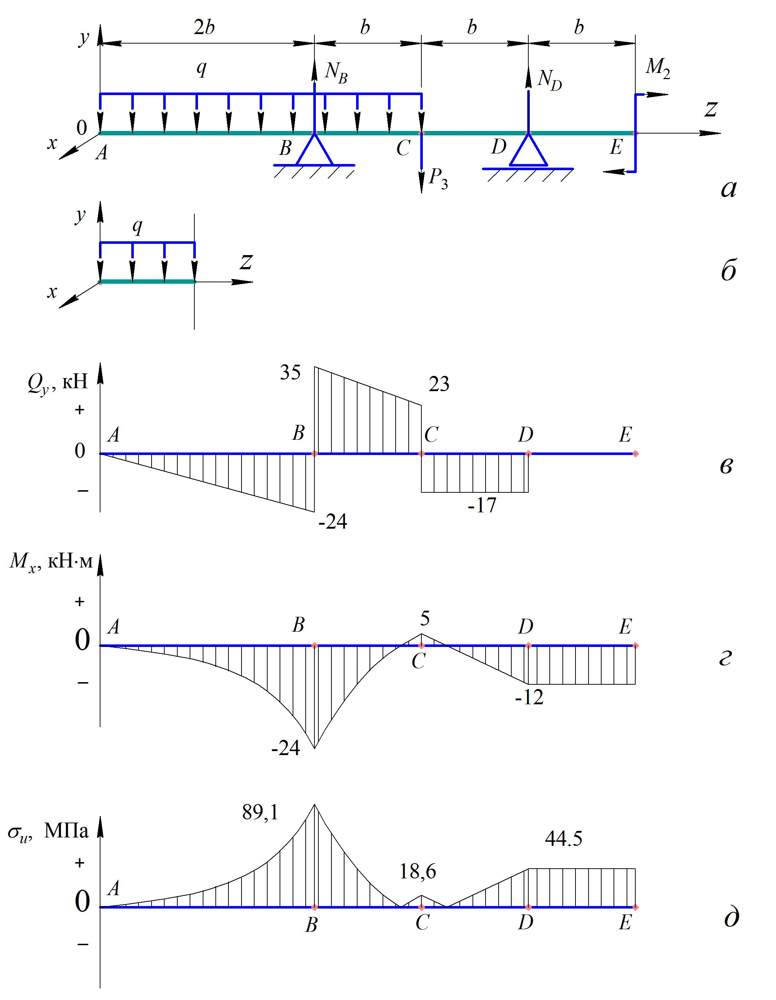 2b b b b
y q N_B N_D M_2
0 z
x A B C D E
P_3
а
y q
z
x
б
35 23
Q_y, кН
+
A B C D E
0
в
−
-17
-24
M_x, кН·м
+
5
A B D E
0
C
г
−
-12
-24
89,1
σ_и, МПа 44.5
+ 18,6
A
0
B C D E
д
−